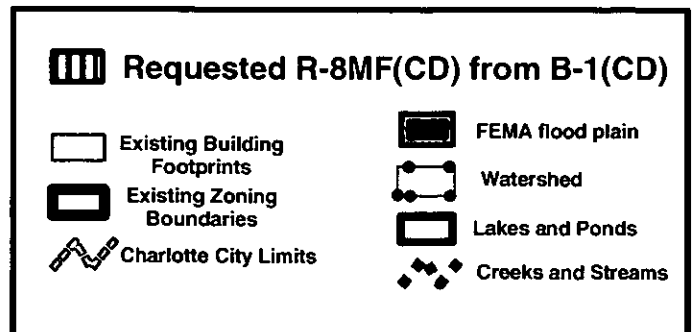 Requested R-8MF(CD) from B-1(CD)
Existing Building
Footprints
Existing Zoning
Boundaries
Charlotte City Limits
FEMA flood plain
Watershed
Lakes and Ponds
Creeks and Streams